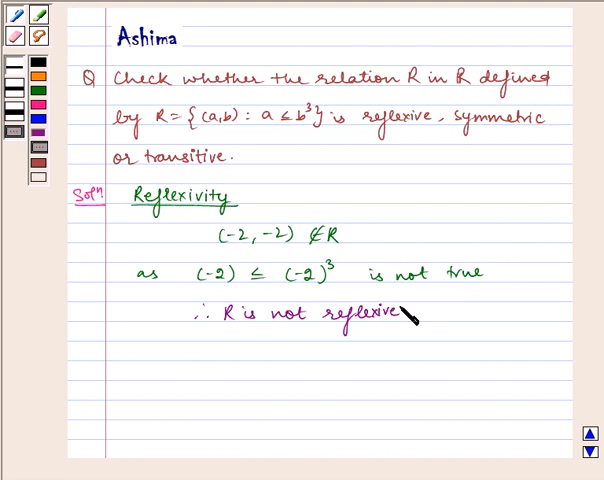 Ashima
Q Check whether the relation R in R defined
by R = {(a,b) : a ≤ b³} is reflexive, symmetric
or transitive.
Solⁿ. Reflexivity
(-2, -2) ∉ R
as (-2) ≤ (-2)³ is not true
∴ R is not reflexive